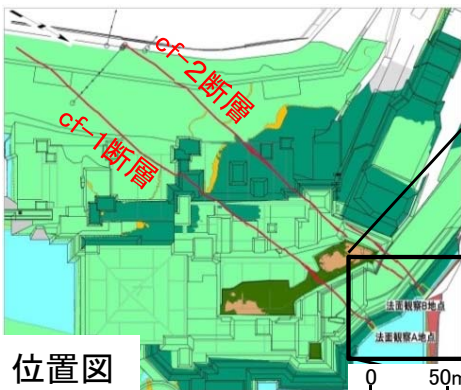 cf-2断層
cf-1断層
法面観察B地点
法面観察A地点
位置図
0 50m